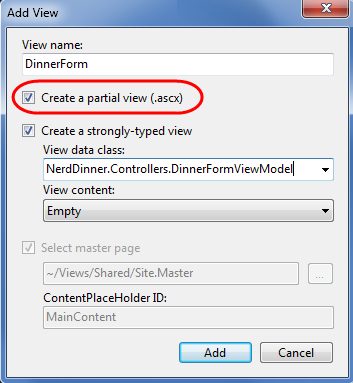 Add View
View name:
DinnerForm
Create a partial view (.ascx)
Create a strongly-typed view
View data class:
NerdDinner.Controllers.DinnerFormViewModel
View content:
Empty
Select master page
~/Views/Shared/Site.Master
...
ContentPlaceHolder ID:
MainContent
Add
Cancel